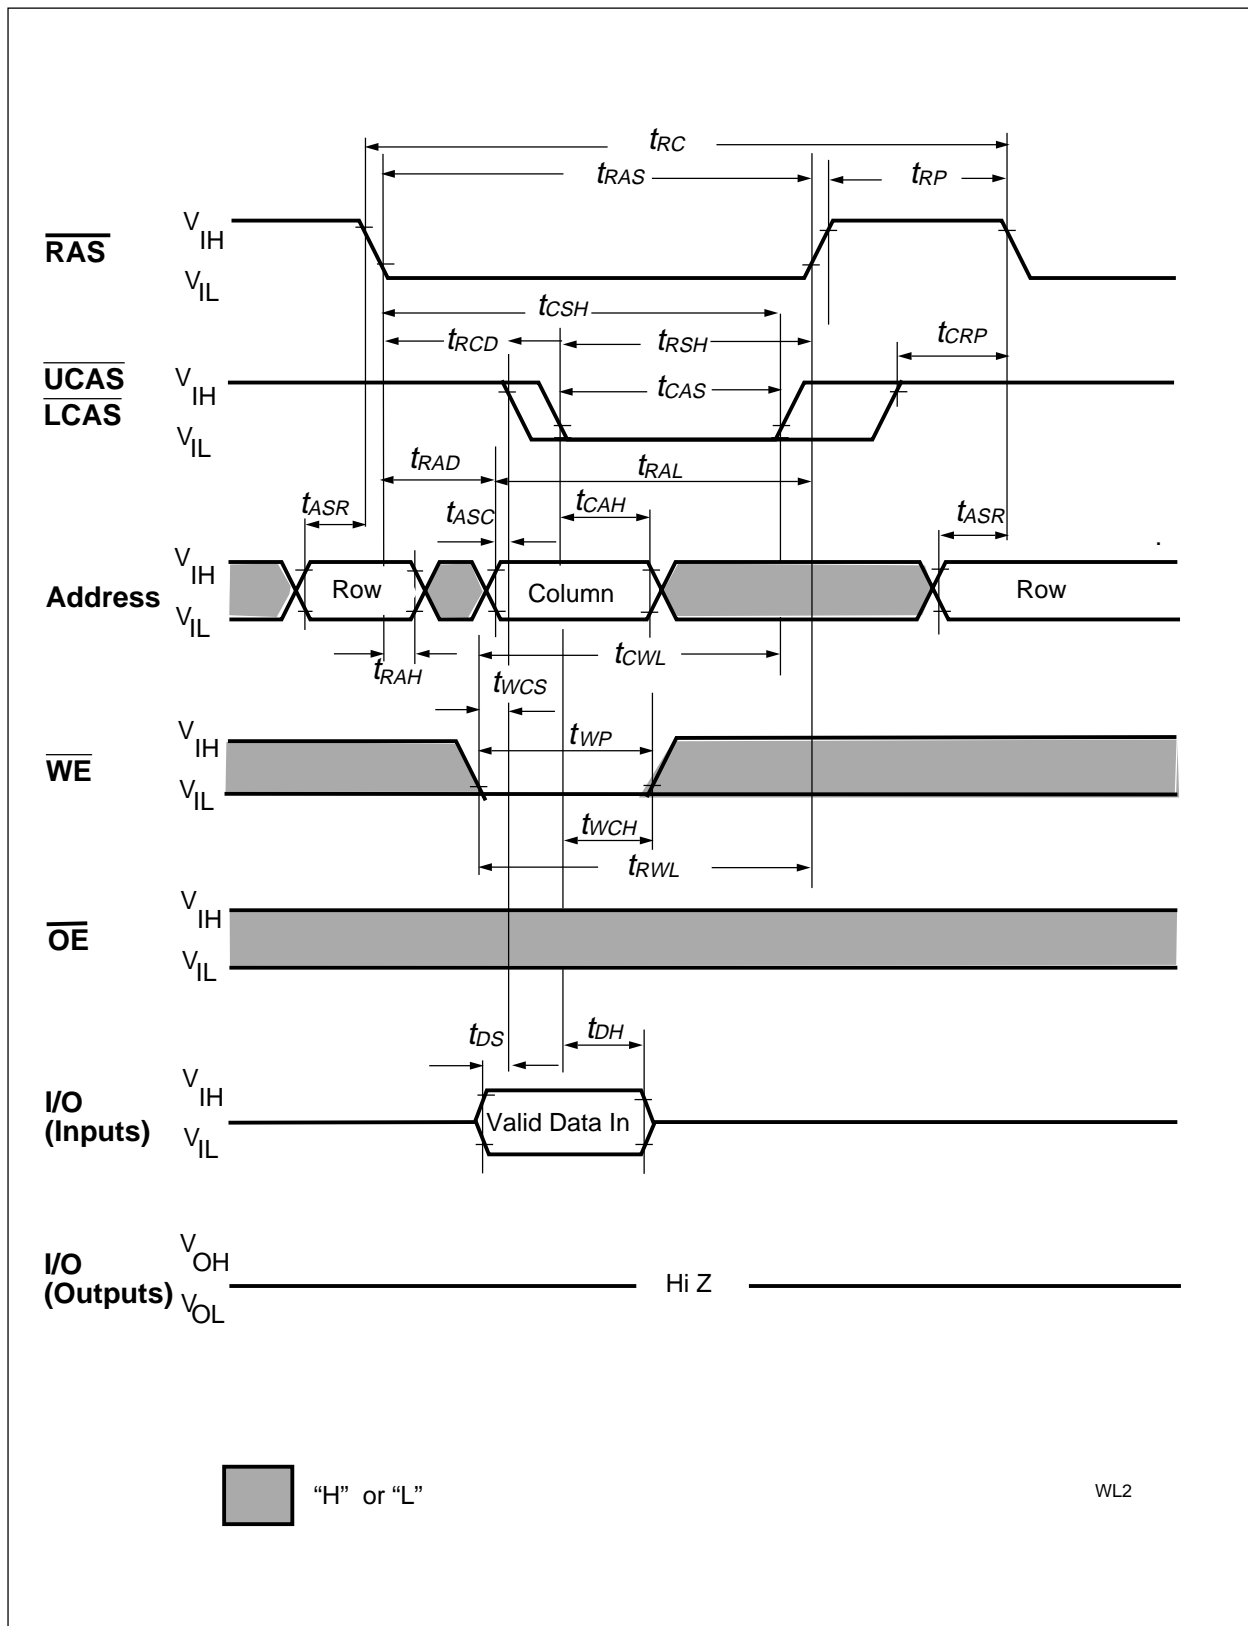 tRC
tRAS
tRP
RAS
VIH
VIL
tCSH
tRCD
tRSH
tCRP
UCAS
LCAS
VIH
VIL
tCAS
tRAD
tRAL
tASR
tASC
tCAH
tASR
Address
VIH
VIL
Row
Column
Row
tRAH
tCWL
tWCS
WE
VIH
VIL
tWP
tWCH
tRWL
OE
VIH
VIL
tDS
tDH
I/O
(Inputs)
VIH
VIL
Valid Data In
I/O
(Outputs)
VOH
VOL
Hi Z
“H” or “L”
WL2